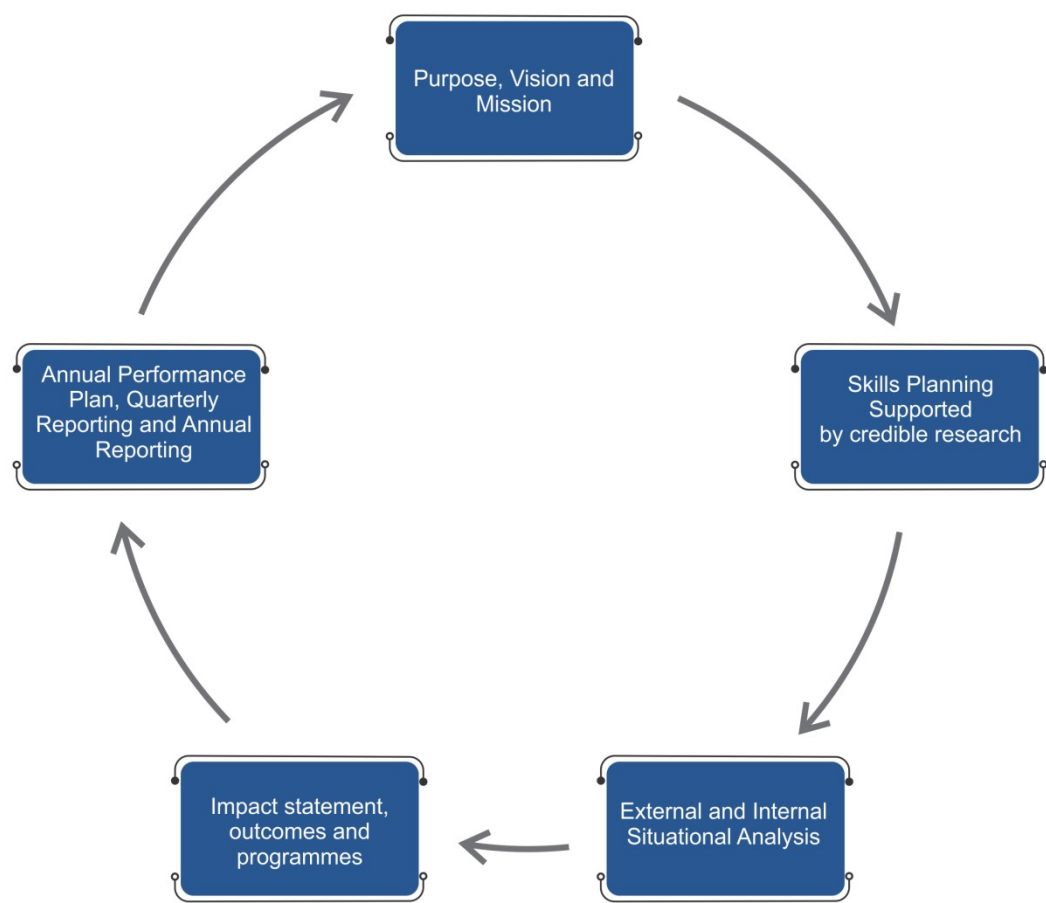 Purpose, Vision and
Mission
Skills Planning
Supported
by credible research
External and Internal
Situational Analysis
Impact statement,
outcomes and
programmes
Annual Performance
Plan, Quarterly
Reporting and Annual
Reporting